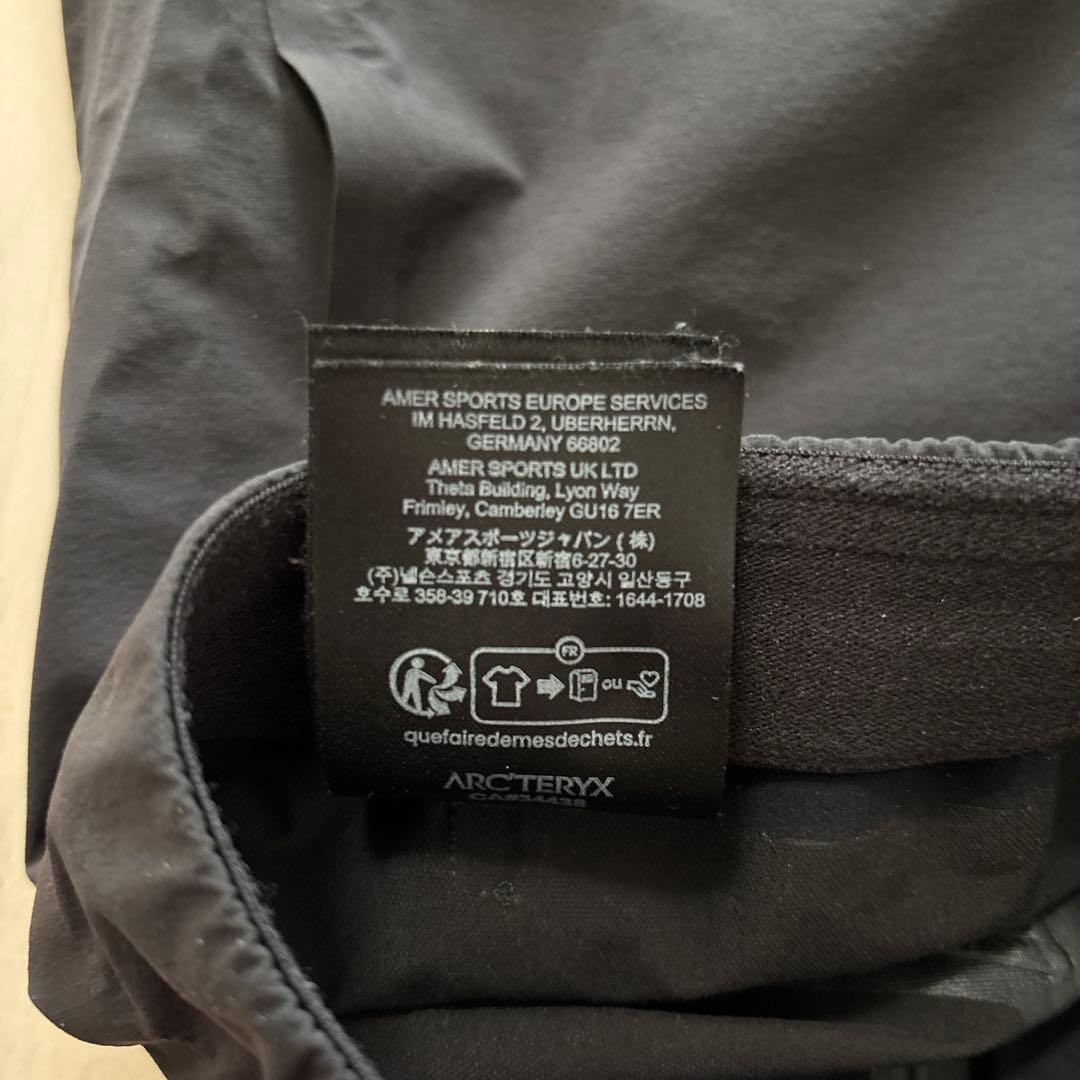 AMER SPORTS EUROPE SERVICES
IM HASFELD 2, UBERHERRN,
GERMANY 66802
AMER SPORTS UK LTD
Theta Building, Lyon Way
Frimley, Camberley GU16 7ER
アメアスポーツジャパン (株)
東京都新宿区新宿6-27-30
(주)넬슨스포츠 경기도 고양시 일산동구
호수로 358-39 710호 대표번호: 1644-1708
FR
ou
quefairedemesdechets.fr
ARC'TERYX
CA#34438